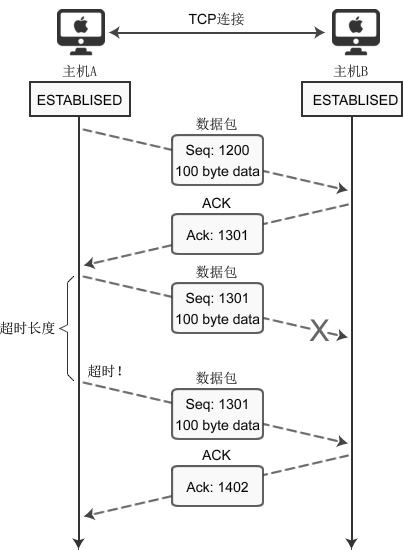 TCP连接
主机A
主机B
ESTABLISED
ESTABLISED
数据包
Seq: 1200
100 byte data
ACK
Ack: 1301
数据包
Seq: 1301
100 byte data
X
超时长度
超时！
数据包
Seq: 1301
100 byte data
ACK
Ack: 1402